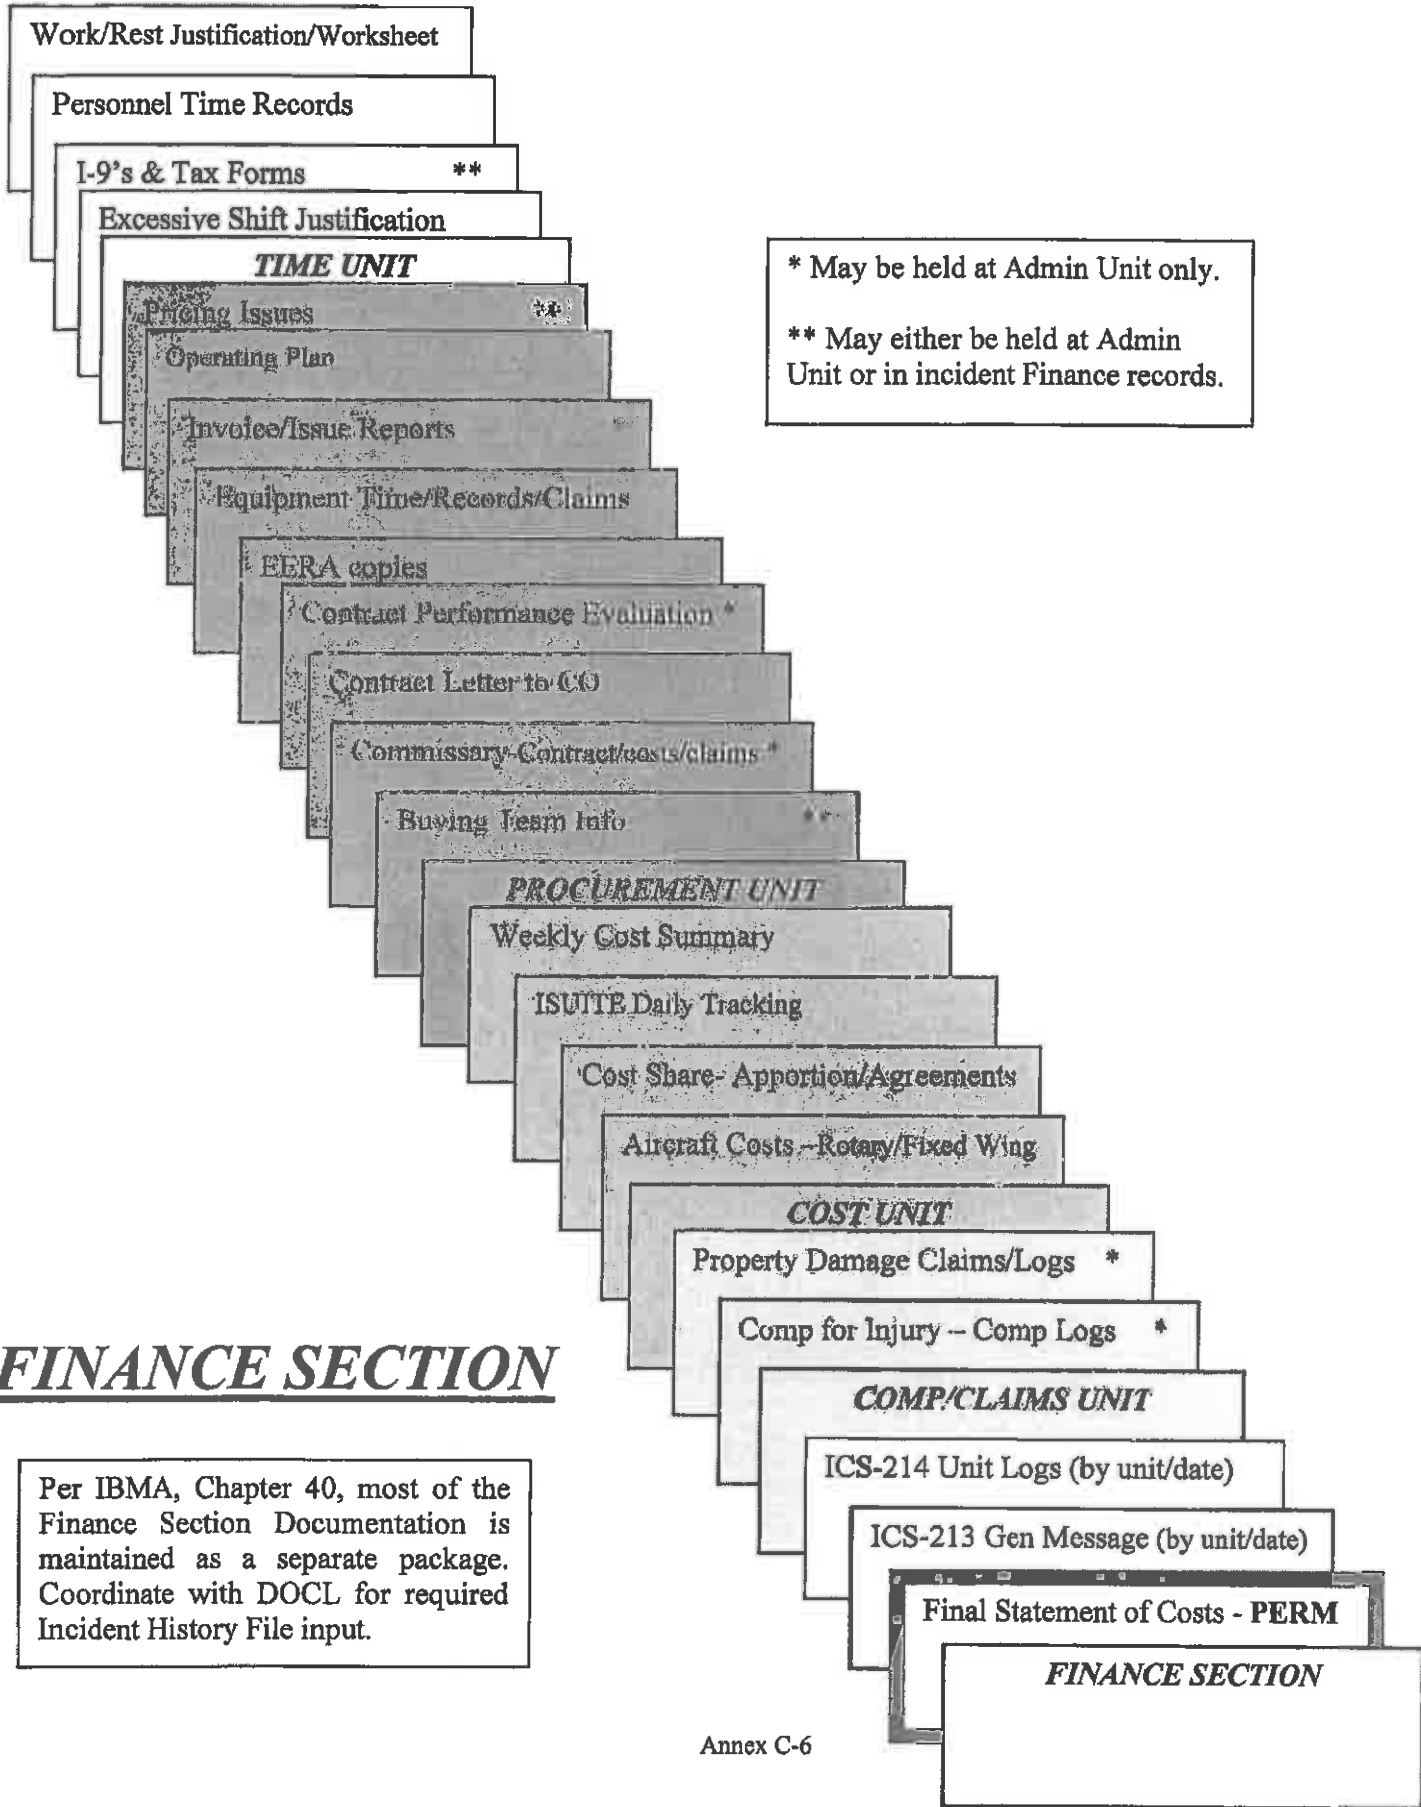 Work/Rest Justification/Worksheet
Personnel Time Records
I-9's & Tax Forms **
Excessive Shift Justification
TIME UNIT
* May be held at Admin Unit only.
** May either be held at Admin
Unit or in incident Finance records.
Pricing Issues **
Operating Plan
Invoice/Issue Reports
Equipment Time/Records/Claims
EERA copies
Contract Performance Evaluation *
Contract Letter to CO
Commissary-Contract/costs/claims *
Buying Team Info **
PROCUREMENT UNIT
Weekly Cost Summary
ISUITE Daily Tracking
Cost Share- Apportion/Agreements
Aircraft Costs –Rotary/Fixed Wing
COST UNIT
Property Damage Claims/Logs *
Comp for Injury – Comp Logs *
COMP/CLAIMS UNIT
ICS-214 Unit Logs (by unit/date)
ICS-213 Gen Message (by unit/date)
Final Statement of Costs - PERM
FINANCE SECTION
FINANCE SECTION
Per IBMA, Chapter 40, most of the
Finance Section Documentation is
maintained as a separate package.
Coordinate with DOCL for required
Incident History File input.
Annex C-6